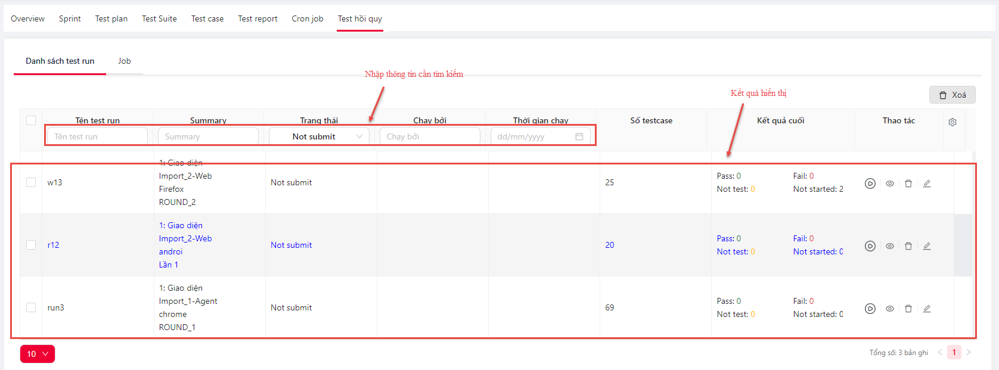 Overview Sprint Test plan Test Suite Test case Test report Cron job Test hồi quy
Danh sách test run Job
Nhập thông tin cần tìm kiếm
Kết quả hiển thị
Xoá
Tên test run Summary Trạng thái Chạy bởi Thời gian chạy Số testcase Kết quả cuối Thao tác
Tên test run Summary Not submit Chạy bởi dd/mm/yyyy
1: Giao diện
Import_2-Web
Firefox
ROUND_2
w13
Not submit
25
Pass: 0 Fail: 0
Not test: 0 Not started: 2
1: Giao diện
Import_2-Web
androi
Lần 1
r12
Not submit
20
Pass: 0 Fail: 0
Not test: 0 Not started: 0
1: Giao diện
Import_1-Agent
chrome
ROUND_1
run3
Not submit
69
Pass: 0 Fail: 0
Not test: 0 Not started: 0
10
Tổng số: 3 bản ghi < 1 >